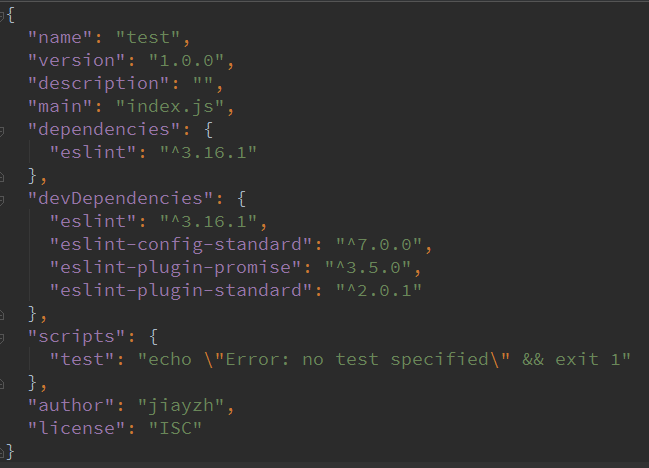 {
  "name": "test",
  "version": "1.0.0",
  "description": "",
  "main": "index.js",
  "dependencies": {
    "eslint": "^3.16.1"
  },
  "devDependencies": {
    "eslint": "^3.16.1",
    "eslint-config-standard": "^7.0.0",
    "eslint-plugin-promise": "^3.5.0",
    "eslint-plugin-standard": "^2.0.1"
  },
  "scripts": {
    "test": "echo \"Error: no test specified\" && exit 1"
  },
  "author": "jiayzh",
  "license": "ISC"
}